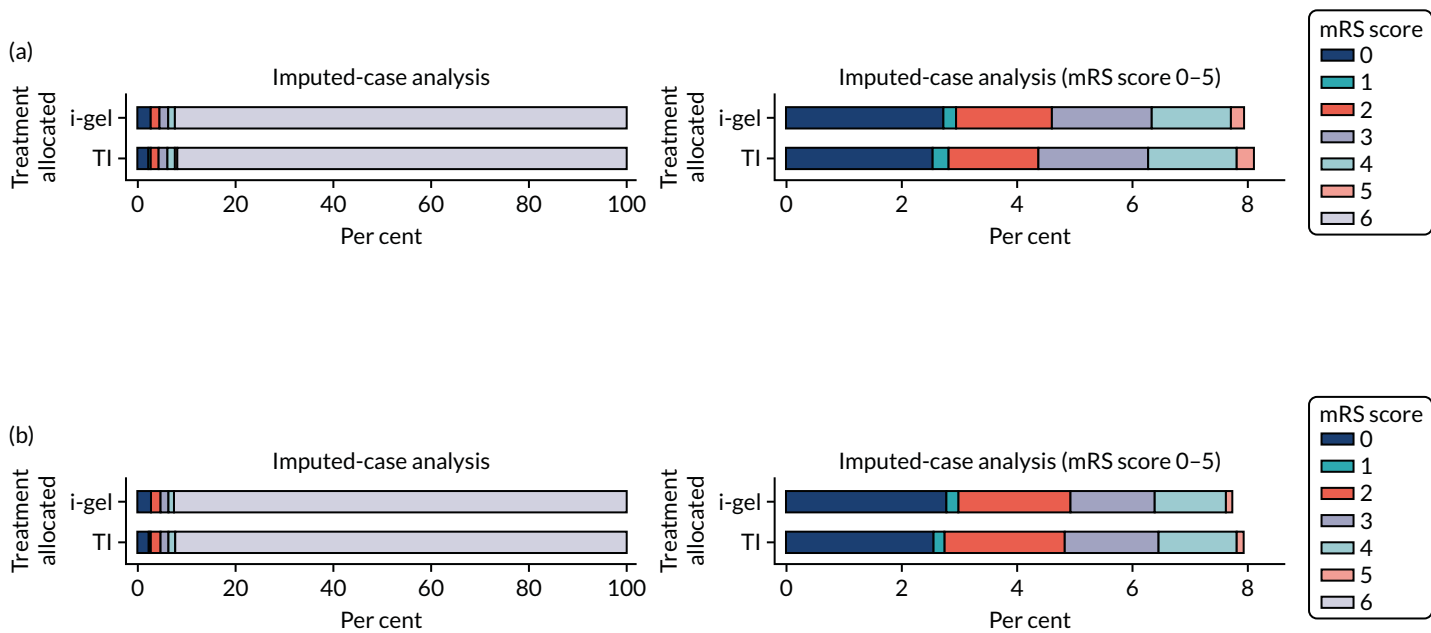 (a)
Imputed-case analysis
Treatment
allocated
i-gel
TI
0 20 40 60 80 100
Per cent
Imputed-case analysis (mRS score 0–5)
Treatment
allocated
i-gel
TI
0 2 4 6 8
Per cent
mRS score
0
1
2
3
4
5
6
(b)
Imputed-case analysis
Treatment
allocated
i-gel
TI
0 20 40 60 80 100
Per cent
Imputed-case analysis (mRS score 0–5)
Treatment
allocated
i-gel
TI
0 2 4 6 8
Per cent
mRS score
0
1
2
3
4
5
6